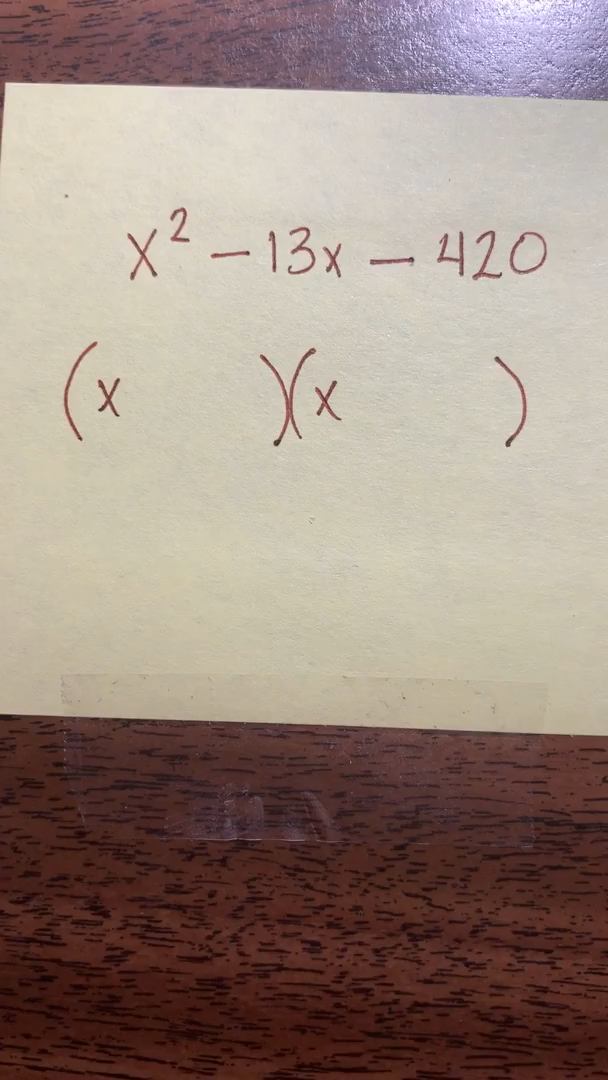 x² - 13x - 420
(x )(x )